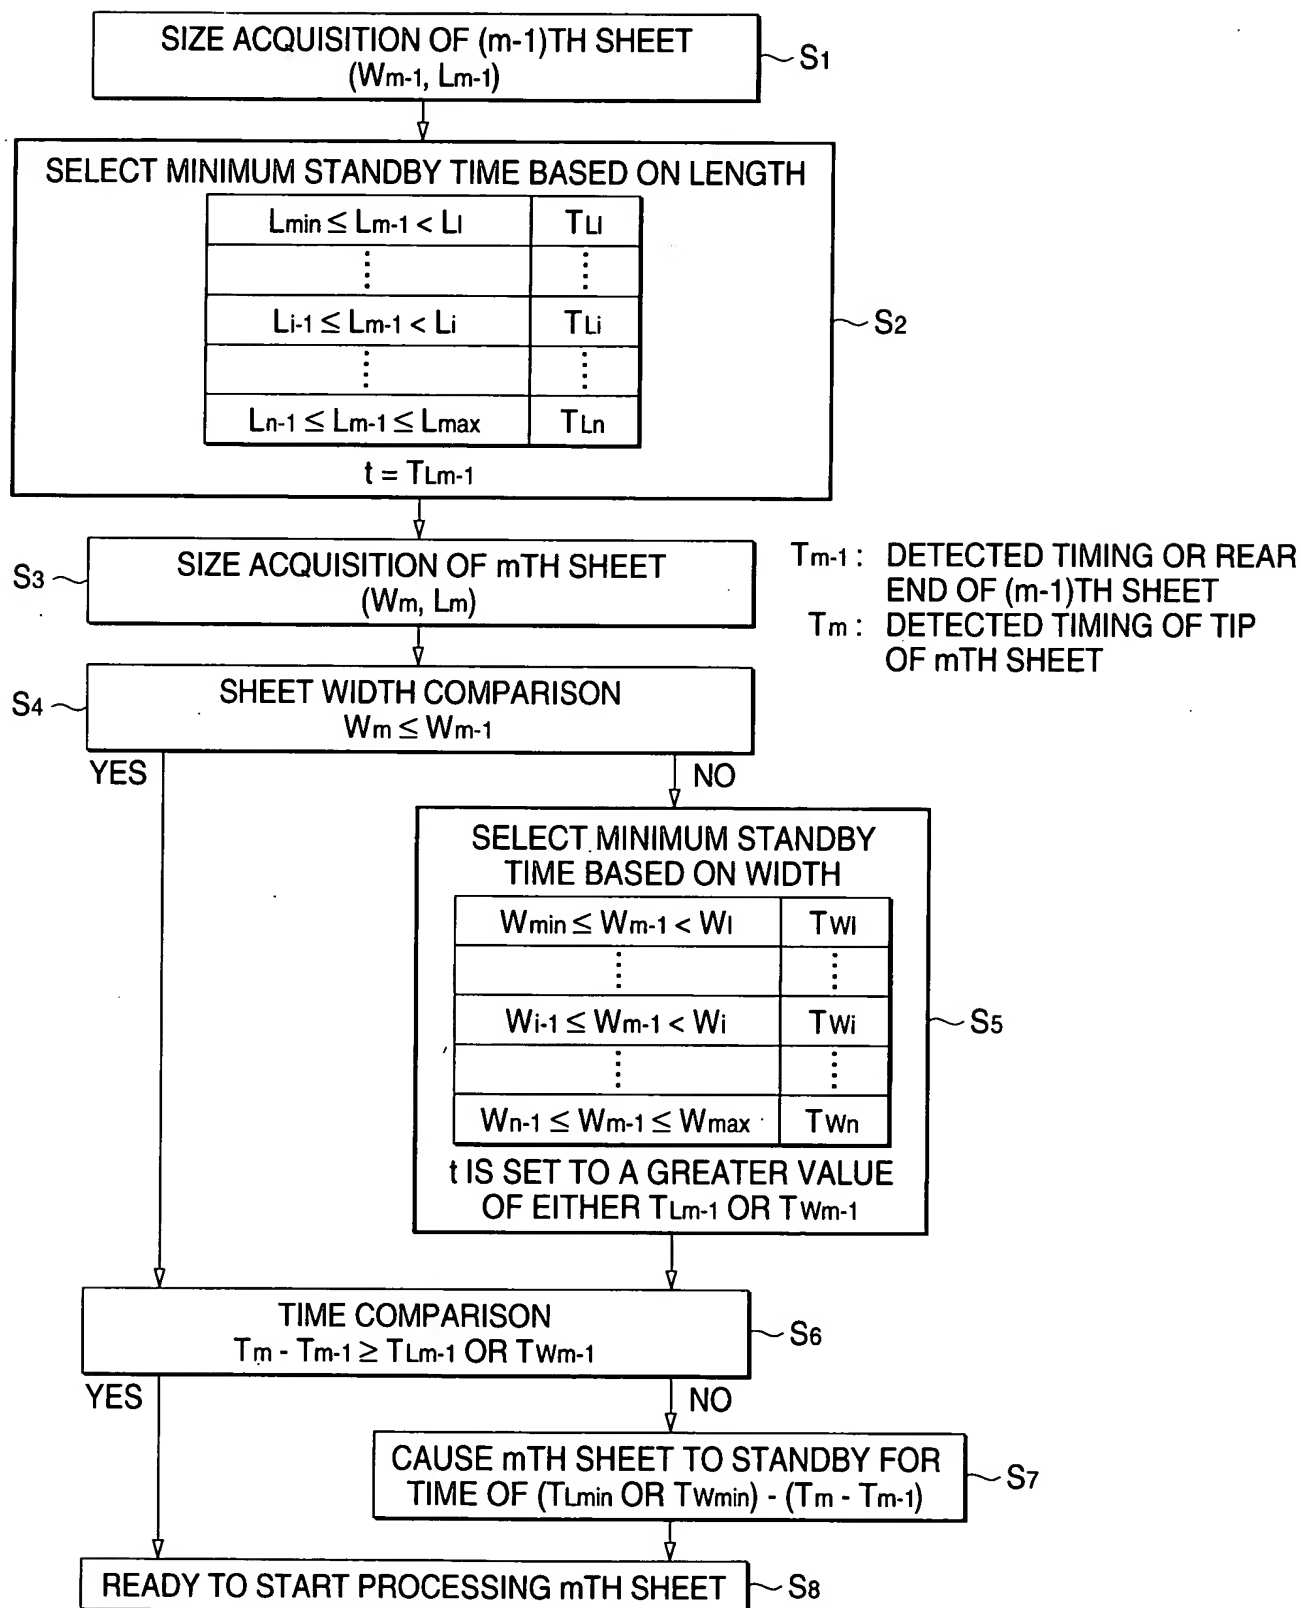 SIZE ACQUISITION OF (m-1)TH SHEET
(Wm-1, Lm-1)
S1
SELECT MINIMUM STANDBY TIME BASED ON LENGTH
Lmin ≤ Lm-1 < Ll TLl
⋮ ⋮
Li-1 ≤ Lm-1 < Li TLi
⋮ ⋮
Ln-1 ≤ Lm-1 ≤ Lmax TLn
t = TLm-1
S2
S3
SIZE ACQUISITION OF mTH SHEET
(Wm, Lm)
Tm-1 : DETECTED TIMING OR REAR
END OF (m-1)TH SHEET
Tm : DETECTED TIMING OF TIP
OF mTH SHEET
S4
SHEET WIDTH COMPARISON
Wm ≤ Wm-1
YES
NO
SELECT MINIMUM STANDBY
TIME BASED ON WIDTH
Wmin ≤ Wm-1 < Wl TWl
⋮ ⋮
Wi-1 ≤ Wm-1 < Wi TWi
⋮ ⋮
Wn-1 ≤ Wm-1 ≤ Wmax TWn
t IS SET TO A GREATER VALUE
OF EITHER TLm-1 OR TWm-1
S5
TIME COMPARISON
Tm - Tm-1 ≥ TLm-1 OR TWm-1
S6
YES
NO
CAUSE mTH SHEET TO STANDBY FOR
TIME OF (TLmin OR TWmin) - (Tm - Tm-1)
S7
READY TO START PROCESSING mTH SHEET
S8